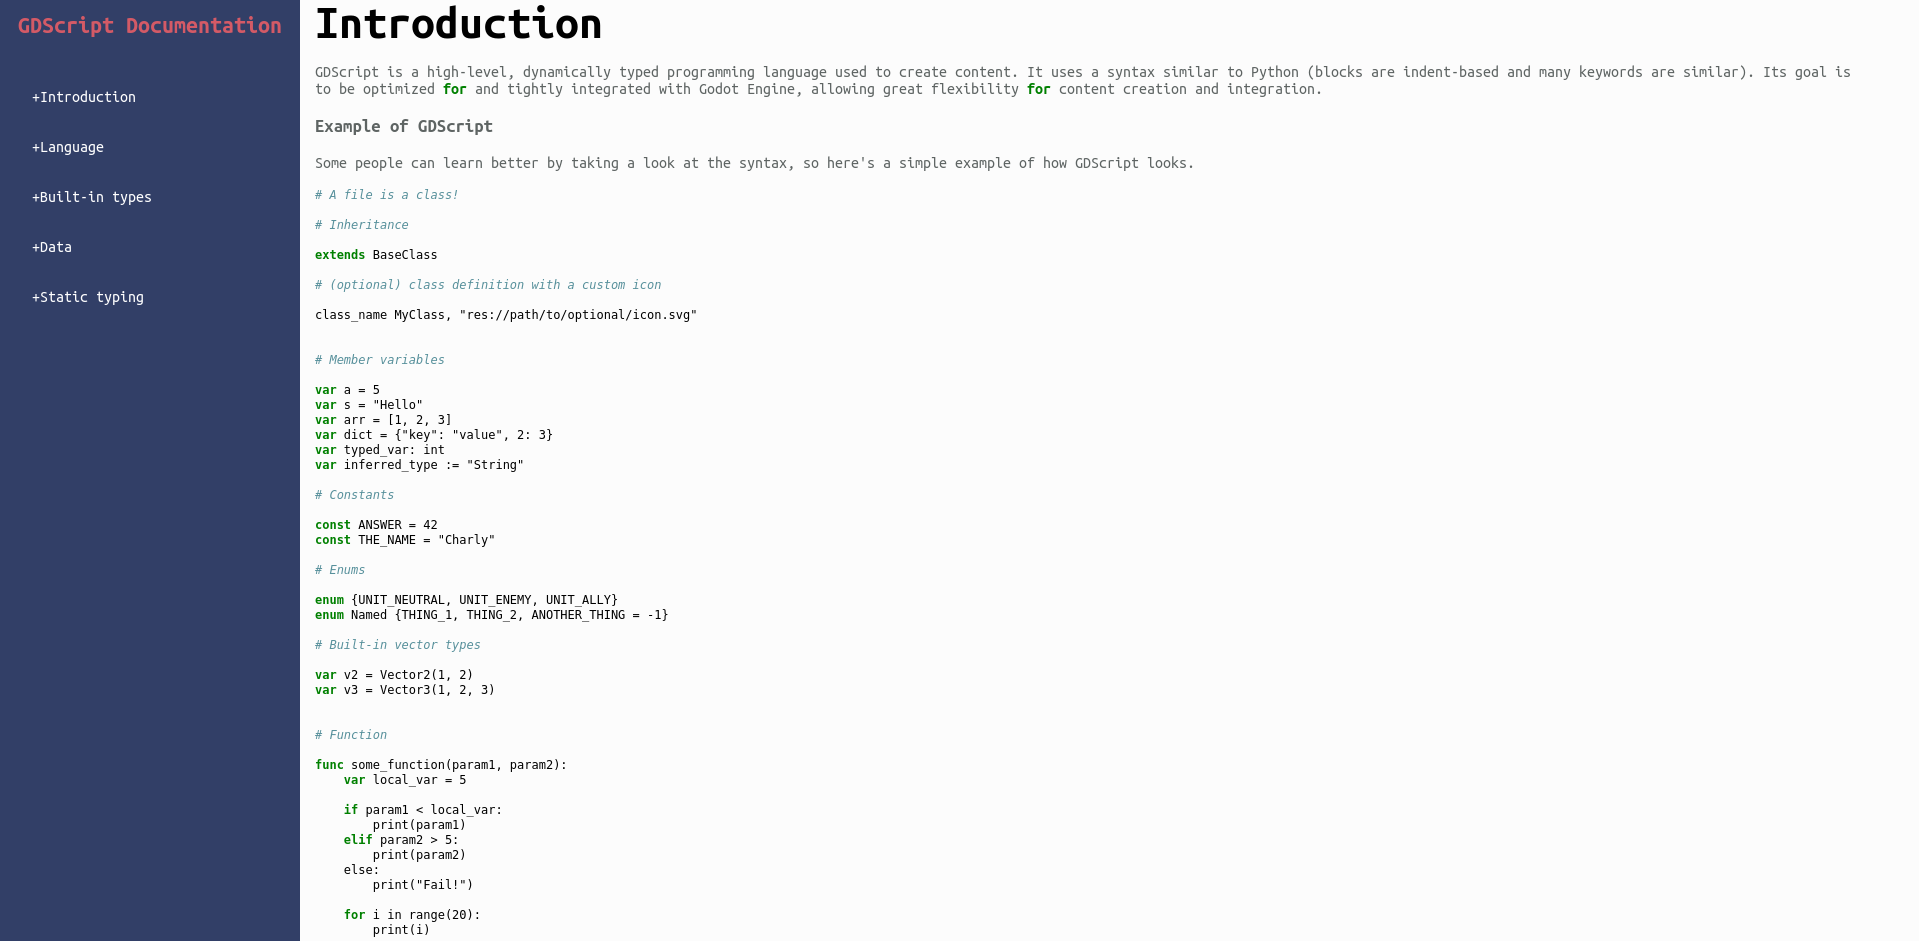 GDScript Documentation
+Introduction
+Language
+Built-in types
+Data
+Static typing
Introduction
GDScript is a high-level, dynamically typed programming language used to create content. It uses a syntax similar to Python (blocks are indent-based and many keywords are similar). Its goal is
to be optimized for and tightly integrated with Godot Engine, allowing great flexibility for content creation and integration.
Example of GDScript
Some people can learn better by taking a look at the syntax, so here's a simple example of how GDScript looks.
# A file is a class!
# Inheritance
extends BaseClass
# (optional) class definition with a custom icon
class_name MyClass, "res://path/to/optional/icon.svg"
# Member variables
var a = 5
var s = "Hello"
var arr = [1, 2, 3]
var dict = {"key": "value", 2: 3}
var typed_var: int
var inferred_type := "String"
# Constants
const ANSWER = 42
const THE_NAME = "Charly"
# Enums
enum {UNIT_NEUTRAL, UNIT_ENEMY, UNIT_ALLY}
enum Named {THING_1, THING_2, ANOTHER_THING = -1}
# Built-in vector types
var v2 = Vector2(1, 2)
var v3 = Vector3(1, 2, 3)
# Function
func some_function(param1, param2):
    var local_var = 5
    if param1 < local_var:
        print(param1)
    elif param2 > 5:
        print(param2)
    else:
        print("Fail!")
    for i in range(20):
        print(i)